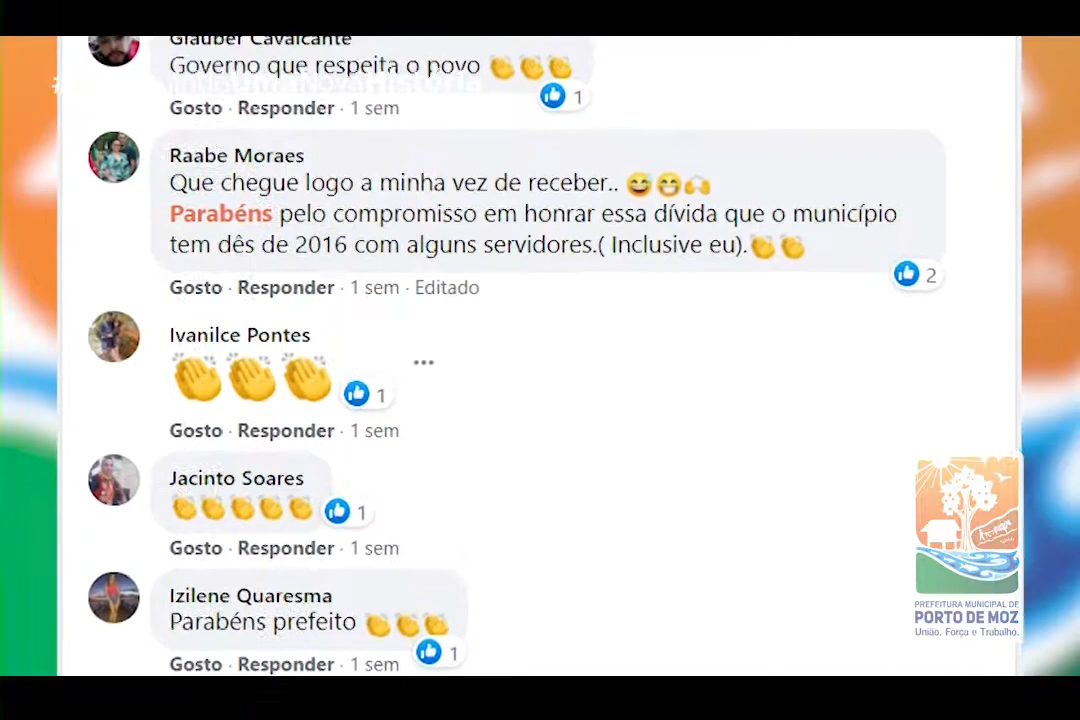 Glauber Cavalcante
Governo que respeita o povo 👏👏👏
1
Gosto · Responder · 1 sem
Raabe Moraes
Que chegue logo a minha vez de receber.. 😅😁🙌
Parabéns pelo compromisso em honrar essa dívida que o município
tem dês de 2016 com alguns servidores.( Inclusive eu).👏👏
2
Gosto · Responder · 1 sem · Editado
Ivanilce Pontes
👏👏👏 1
Gosto · Responder · 1 sem
Jacinto Soares
👏👏👏👏👏 1
Gosto · Responder · 1 sem
Izilene Quaresma
Parabéns prefeito 👏👏👏
1
Gosto · Responder · 1 sem
PREFEITURA MUNICIPAL DE
PORTO DE MOZ
União, Força e Trabalho.